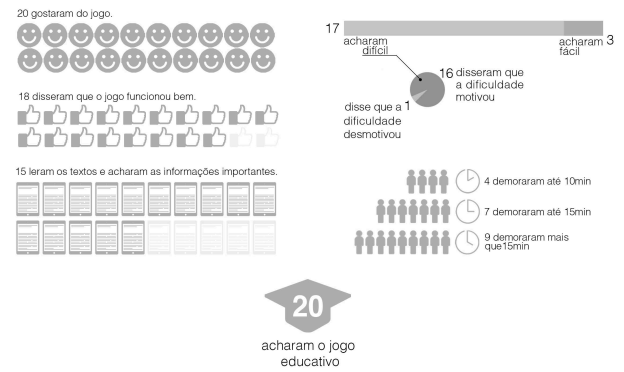 20 gostaram do jogo.
18 disseram que o jogo funcionou bem.
15 leram os textos e acharam as informações importantes.
17
acharam
difícil
acharam
fácil
3
16 disseram que
a dificuldade
motivou
disse que a 1
dificuldade
desmotivou
4 demoraram até 10min
7 demoraram até 15min
9 demoraram mais
que15min
20
acharam o jogo
educativo